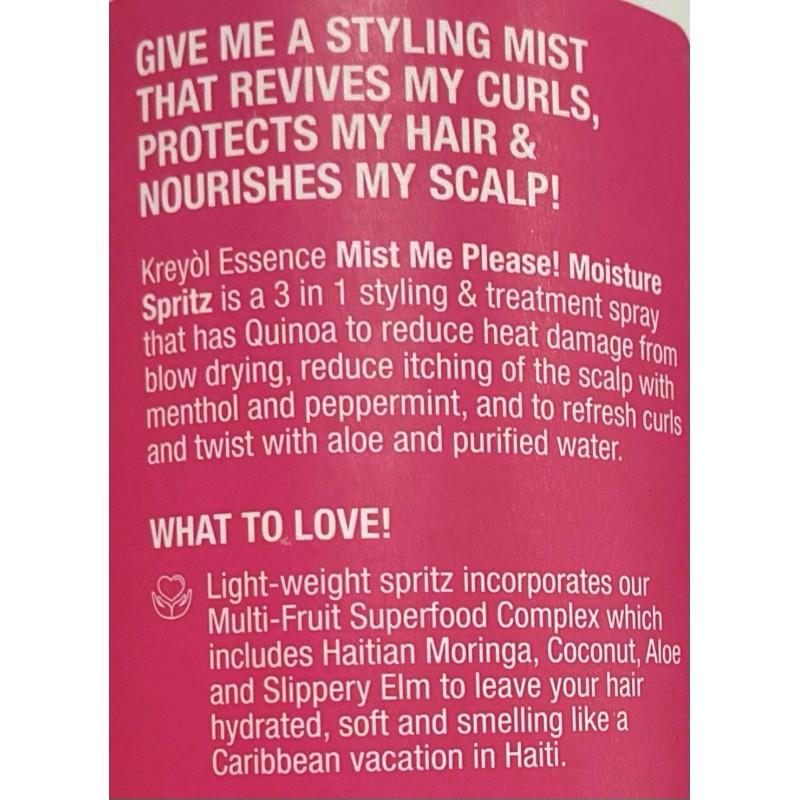 GIVE ME A STYLING MIST
THAT REVIVES MY CURLS,
PROTECTS MY HAIR &
NOURISHES MY SCALP!
Kreyòl Essence Mist Me Please! Moisture
Spritz is a 3 in 1 styling & treatment spray
that has Quinoa to reduce heat damage from
blow drying, reduce itching of the scalp with
menthol and peppermint, and to refresh curls
and twist with aloe and purified water.
WHAT TO LOVE!
Light-weight spritz incorporates our
Multi-Fruit Superfood Complex which
includes Haitian Moringa, Coconut, Aloe
and Slippery Elm to leave your hair
hydrated, soft and smelling like a
Caribbean vacation in Haiti.